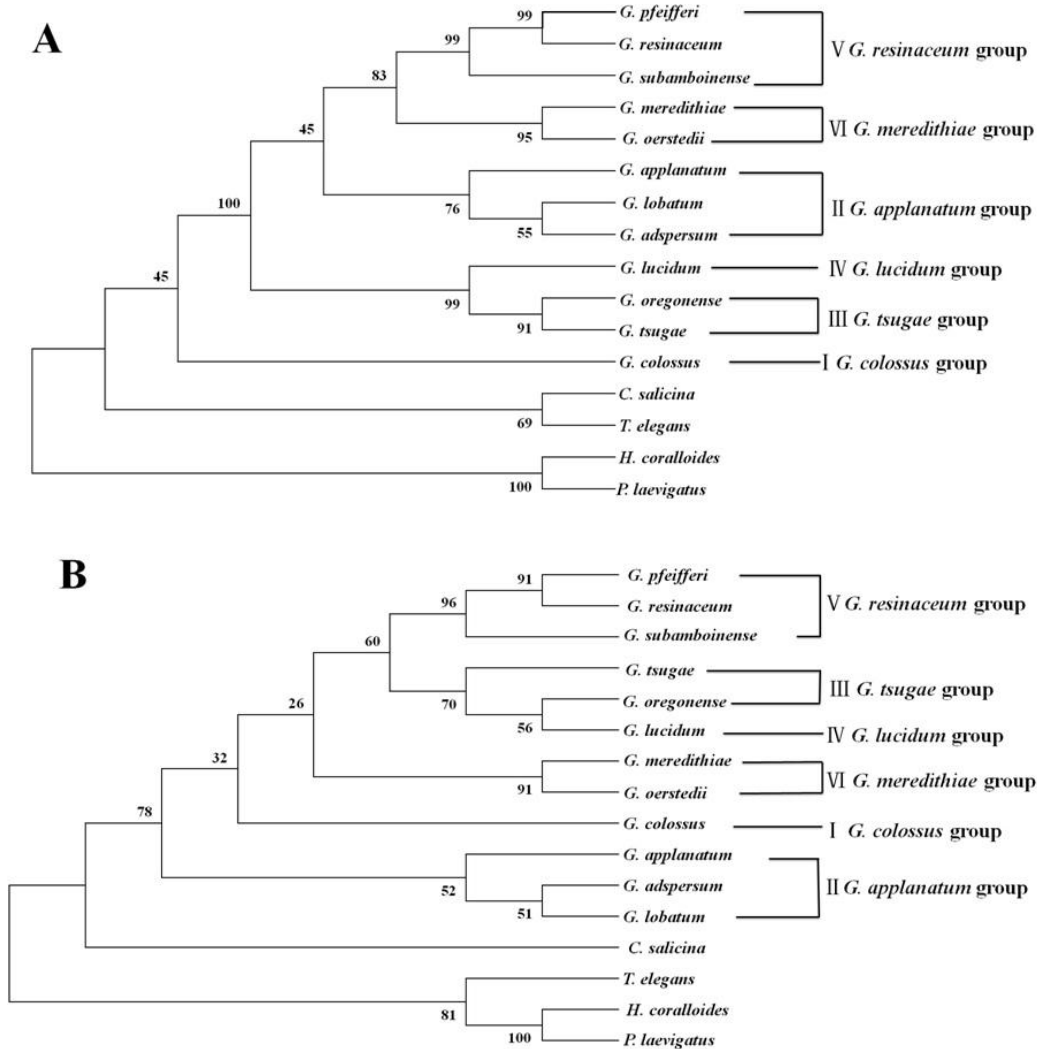 A
99
G. pfeifferi
G. resinaceum
V G. resinaceum group
99
G. subamboinense
83
G. meredithiae
VI G. meredithiae group
95
G. oerstedii
45
G. applanatum
76
G. lobatum
II G. applanatum group
55
G. adspersum
100
G. lucidum
IV G. lucidum group
99
G. oregonense
III G. tsugae group
91
G. tsugae
45
G. colossus
I G. colossus group
C. salicina
69
T. elegans
H. coralloides
100
P. laevigatus
B
91
G. pfeifferi
G. resinaceum
V G. resinaceum group
96
G. subamboinense
60
G. tsugae
III G. tsugae group
70
G. oregonense
56
G. lucidum
IV G. lucidum group
26
G. meredithiae
VI G. meredithiae group
91
G. oerstedii
32
G. colossus
I G. colossus group
78
G. applanatum
52
G. adspersum
II G. applanatum group
51
G. lobatum
C. salicina
T. elegans
81
H. coralloides
100
P. laevigatus